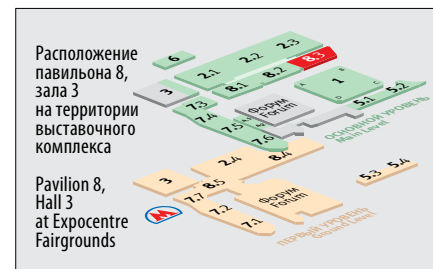 Расположение
павильона 8,
зала 3
на территории
выставочного
комплекса
Pavilion 8,
Hall 3
at Expocentre
Fairgrounds
6
2.1
2.2
2.3
3
8.1
8.2
8.3
1
A
B
C
D
7.3
7.4
7.5
7.6
Форум
Forum
5.1
5.2
ОСНОВНОЙ УРОВЕНЬ
Main Level
3
2.4
8.4
8.5
7.7
7.2
7.1
Форум
Forum
5.3
5.4
ПЕРВЫЙ УРОВЕНЬ
Ground Level
М